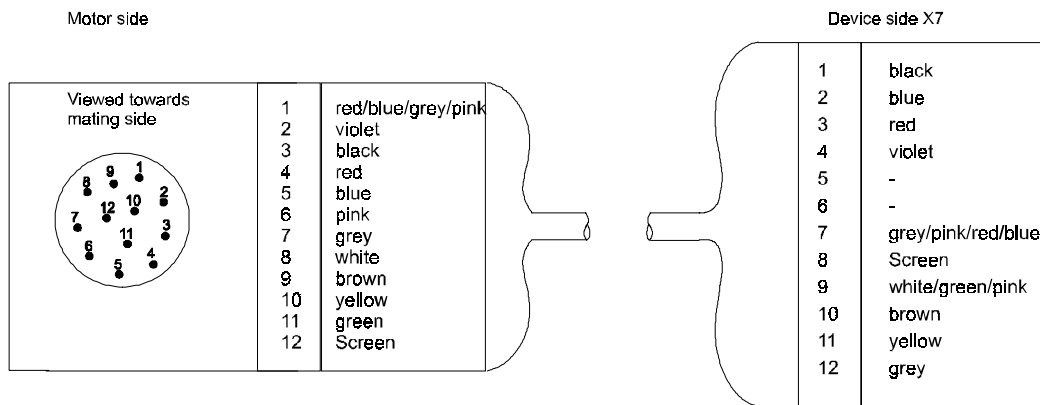 Motor side
Device side X7
Viewed towards
mating side
1 red/blue/grey/pink
2 violet
3 black
4 red
5 blue
6 pink
7 grey
8 white
9 brown
10 yellow
11 green
12 Screen
9 1
8 2
12 10
7 3
11
6 4
5
1 black
2 blue
3 red
4 violet
5 -
6 -
7 grey/pink/red/blue
8 Screen
9 white/green/pink
10 brown
11 yellow
12 grey